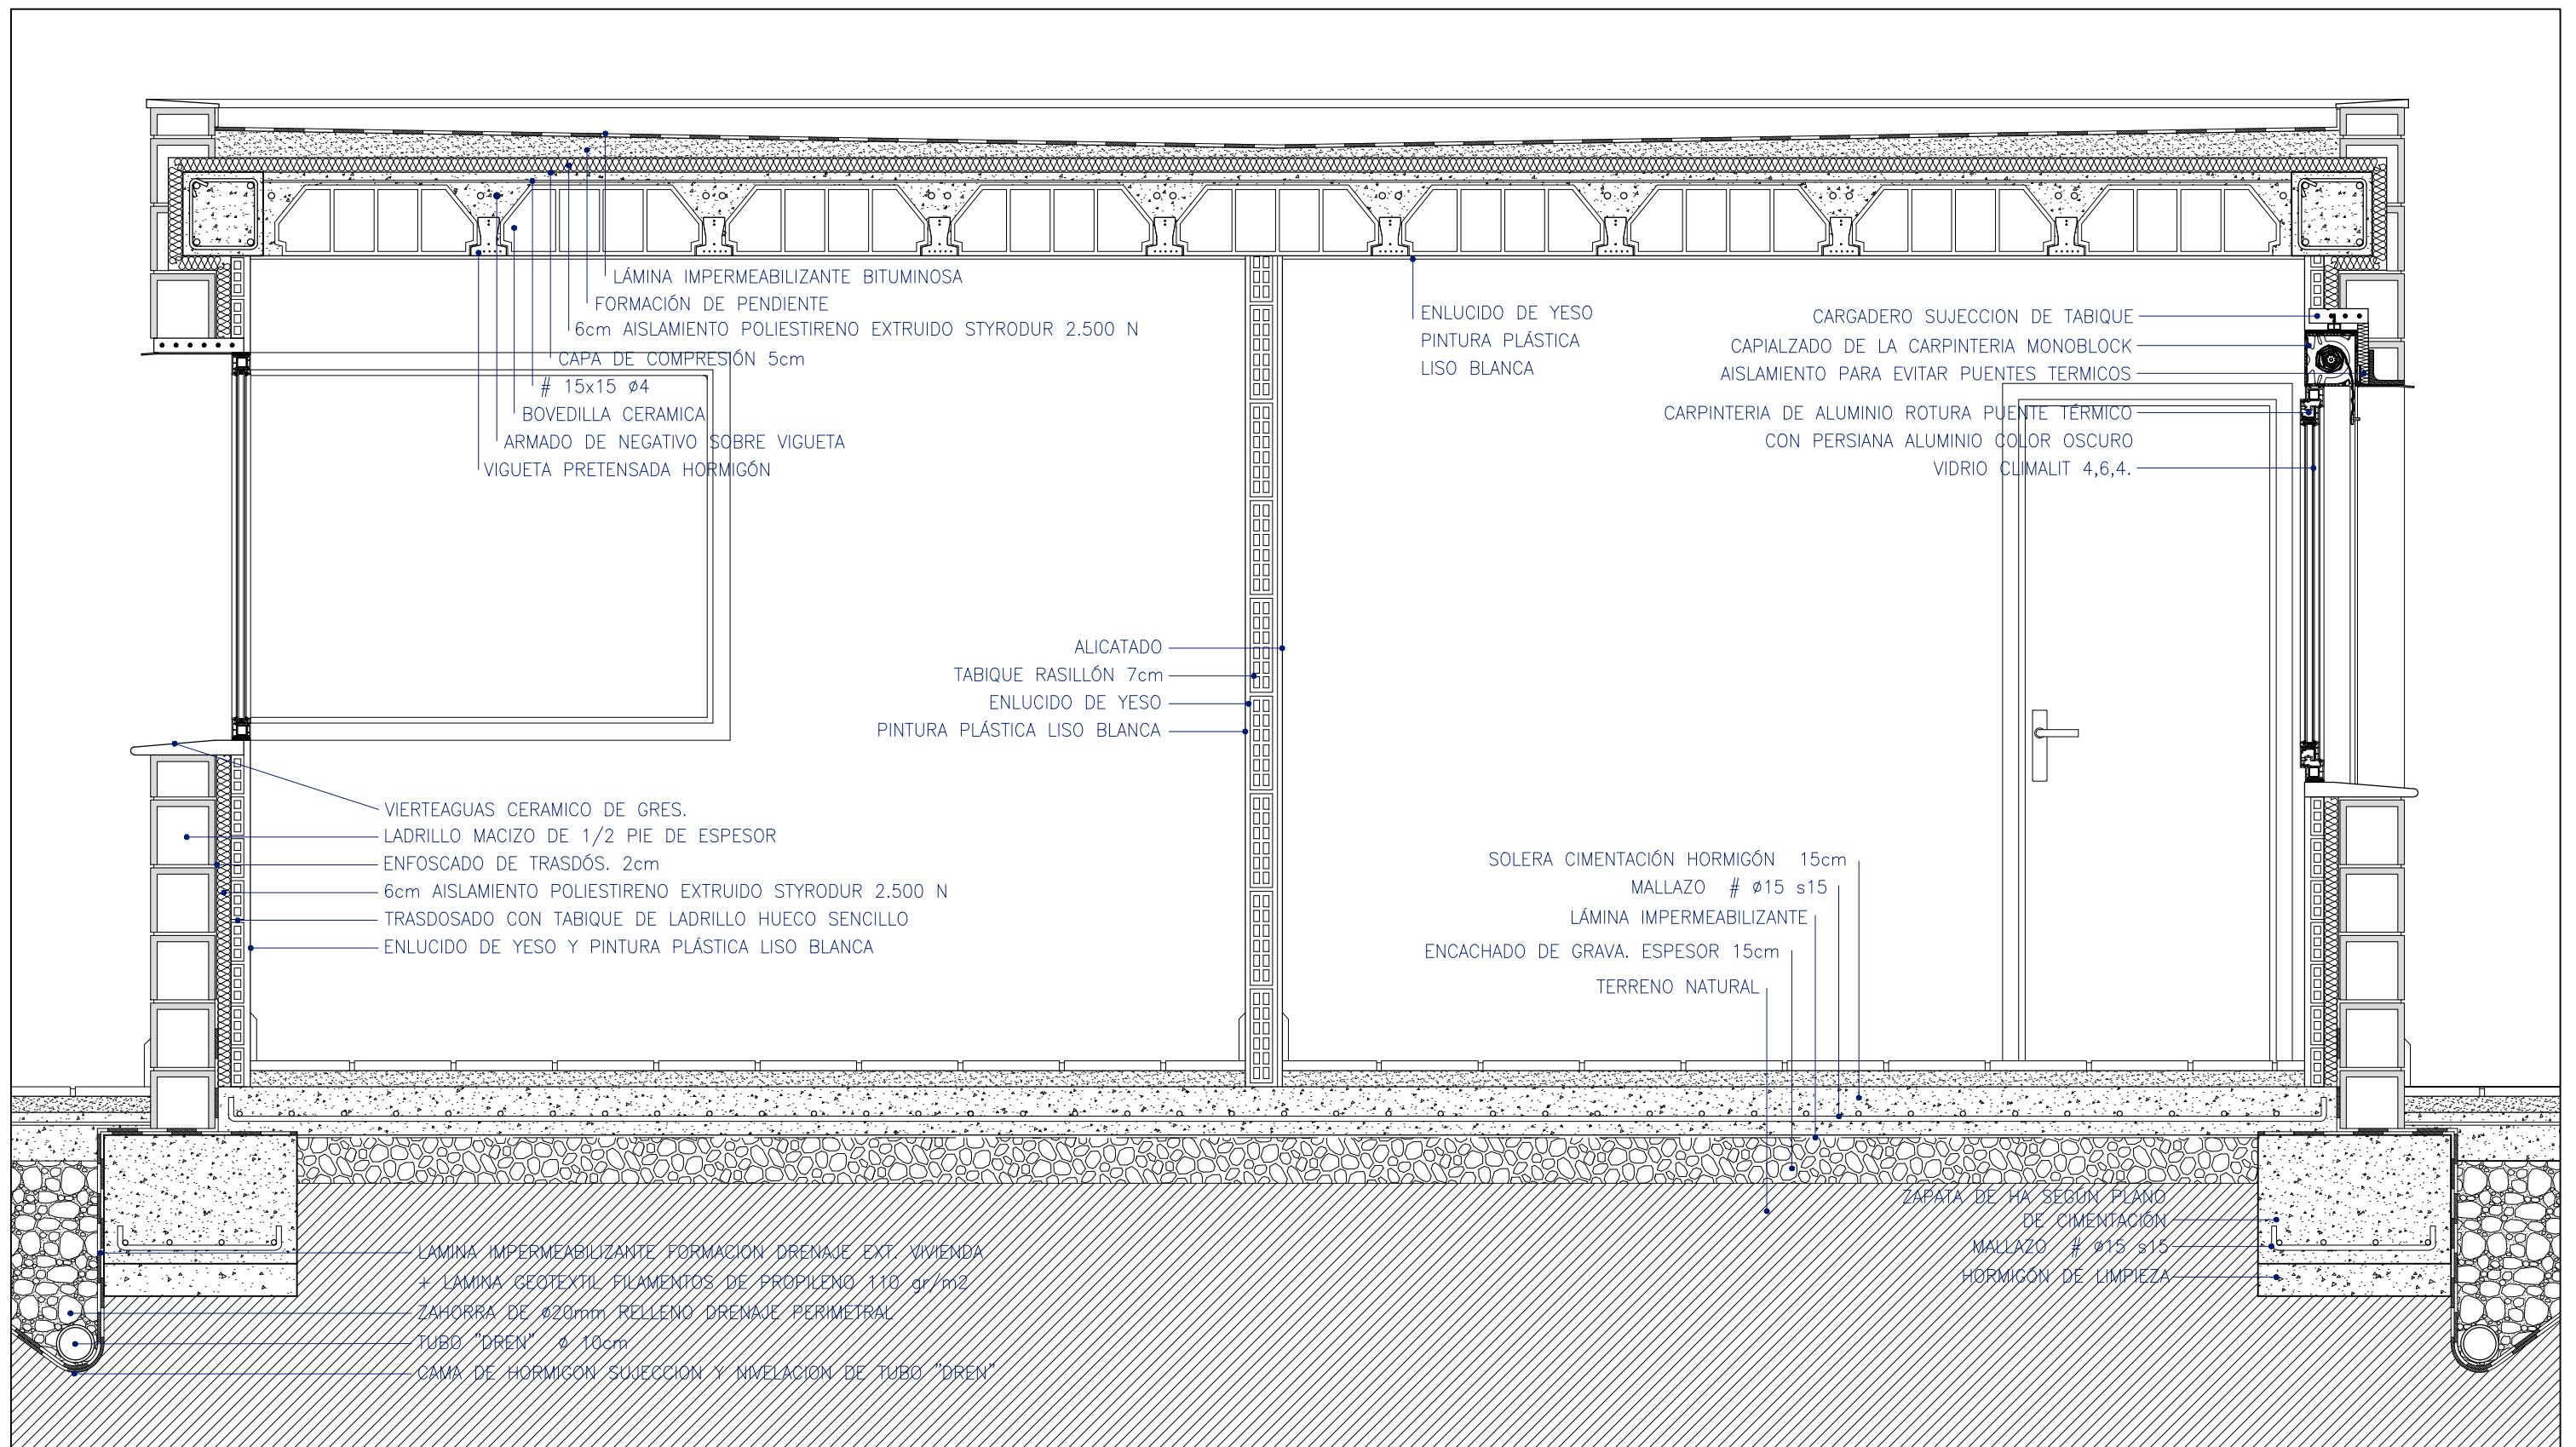 LÁMINA IMPERMEABILIZANTE BITUMINOSA
FORMACIÓN DE PENDIENTE
6cm AISLAMIENTO POLIESTIRENO EXTRUIDO STYRODUR 2.500 N
CAPA DE COMPRESIÓN 5cm
# 15x15 ø4
BOVEDILLA CERAMICA
ARMADO DE NEGATIVO SOBRE VIGUETA
VIGUETA PRETENSADA HORMIGÓN
ENLUCIDO DE YESO
PINTURA PLÁSTICA
LISO BLANCA
CARGADERO SUJECCION DE TABIQUE
CAPIALZADO DE LA CARPINTERIA MONOBLOCK
AISLAMIENTO PARA EVITAR PUENTES TERMICOS
CARPINTERIA DE ALUMINIO ROTURA PUENTE TÉRMICO
CON PERSIANA ALUMINIO COLOR OSCURO
VIDRIO CLIMALIT 4,6,4.
ALICATADO
TABIQUE RASILLÓN 7cm
ENLUCIDO DE YESO
PINTURA PLÁSTICA LISO BLANCA
VIERTEAGUAS CERAMICO DE GRES.
LADRILLO MACIZO DE 1/2 PIE DE ESPESOR
ENFOSCADO DE TRASDÓS. 2cm
6cm AISLAMIENTO POLIESTIRENO EXTRUIDO STYRODUR 2.500 N
TRASDOSADO CON TABIQUE DE LADRILLO HUECO SENCILLO
ENLUCIDO DE YESO Y PINTURA PLÁSTICA LISO BLANCA
SOLERA CIMENTACIÓN HORMIGÓN 15cm
MALLAZO # ø15 s15
LÁMINA IMPERMEABILIZANTE
ENCACHADO DE GRAVA. ESPESOR 15cm
TERRENO NATURAL
ZAPATA DE HA SEGÚN PLANO
DE CIMENTACIÓN
MALLAZO # ø15 s15
HORMIGÓN DE LIMPIEZA
LAMINA IMPERMEABILIZANTE FORMACION DRENAJE EXT. VIVIENDA
+ LAMINA GEOTEXTIL FILAMENTOS DE PROPILENO 110 gr/m2
ZAHORRA DE ø20mm RELLENO DRENAJE PERIMETRAL
TUBO "DREN" ø 10cm
CAMA DE HORMIGON SUJECCION Y NIVELACION DE TUBO "DREN"